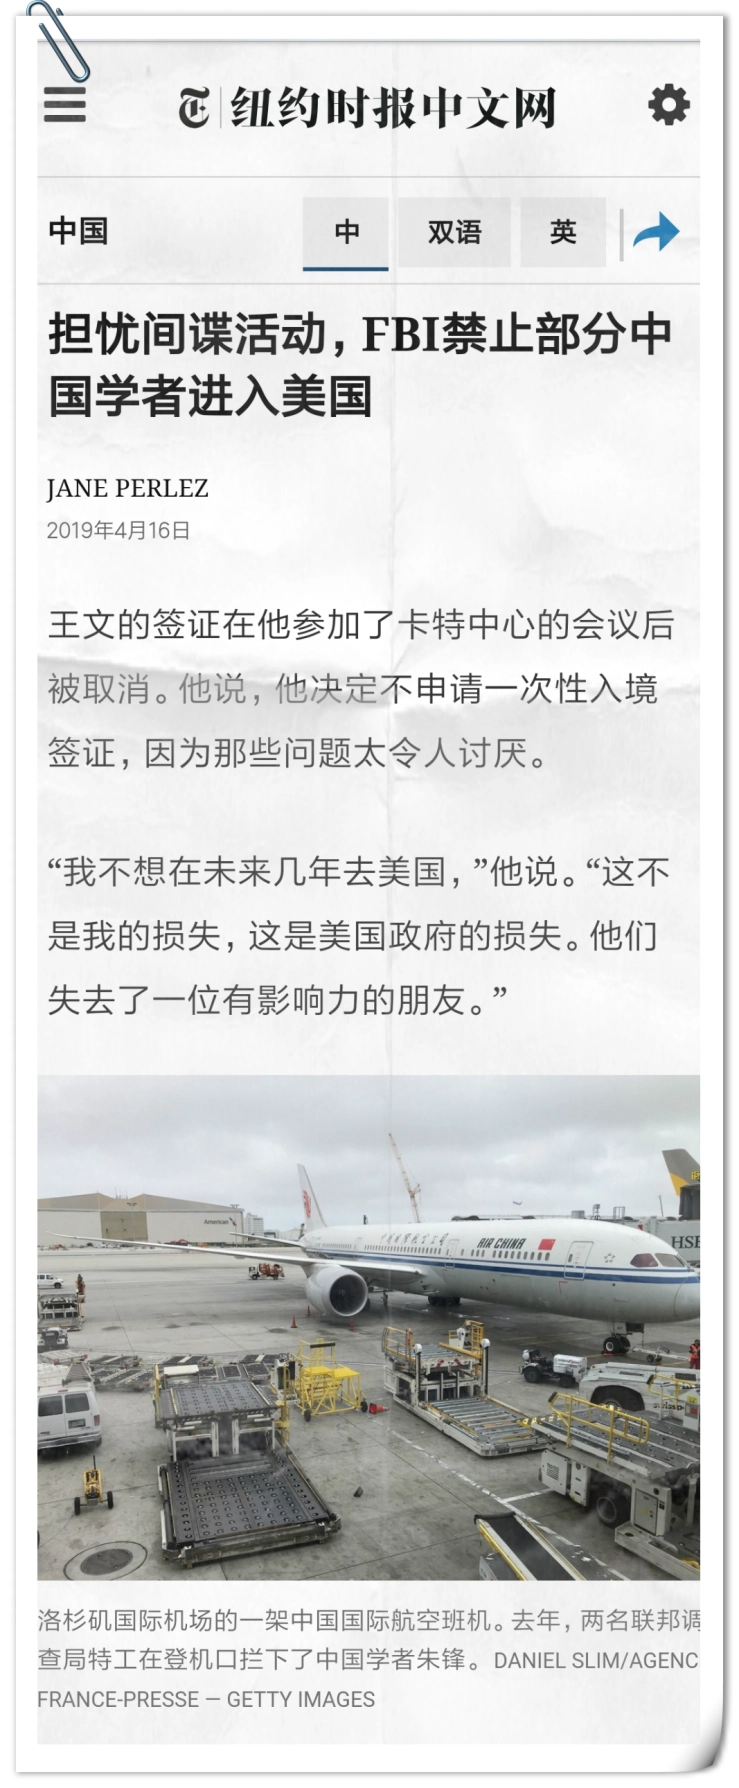 纽约时报中文网
中国
中 双语 英
担忧间谍活动，FBI禁止部分中
国学者进入美国
JANE PERLEZ
2019年4月16日
王文的签证在他参加了卡特中心的会议后
被取消。他说，他决定不申请一次性入境
签证，因为那些问题太令人讨厌。
“我不想在未来几年去美国，”他说。“这不
是我的损失，这是美国政府的损失。他们
失去了一位有影响力的朋友。”
American
AIR CHINA
HSB
洛杉矶国际机场的一架中国国际航空班机。去年，两名联邦调
查局特工在登机口拦下了中国学者朱锋。 DANIEL SLIM/AGENC
FRANCE-PRESSE — GETTY IMAGES